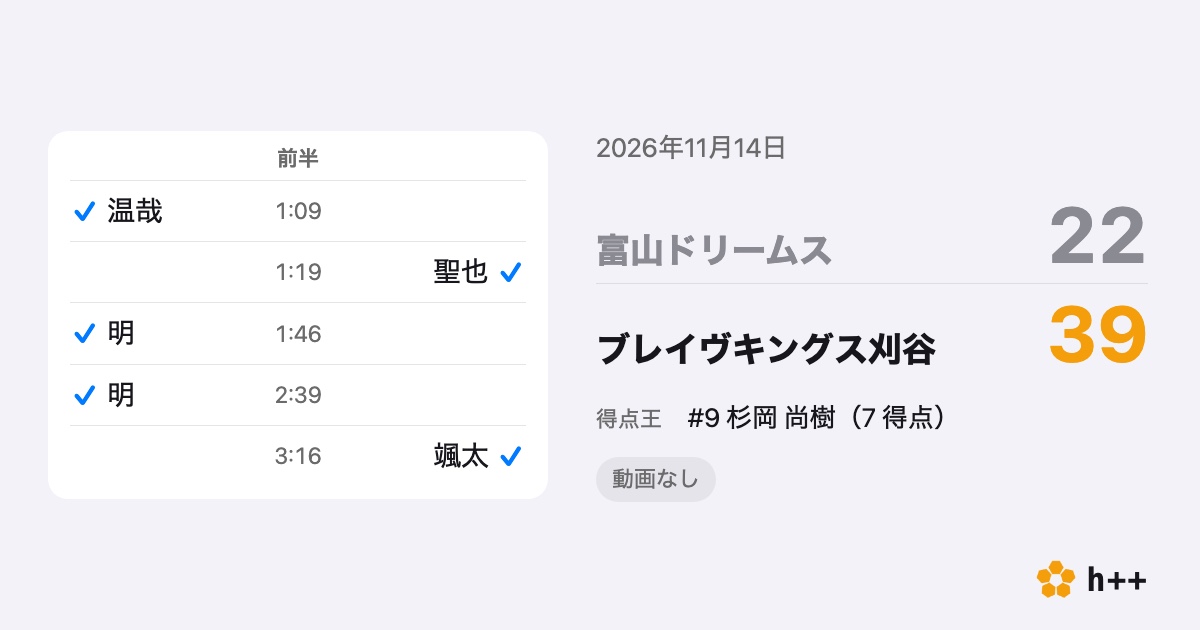 前半
温哉 1:09
1:19 聖也
明 1:46
明 2:39
3:16 颯太
2026年11月14日
富山ドリームス 22
ブレイヴキングス刈谷 39
得点王 #9 杉岡 尚樹（7 得点）
動画なし
h++